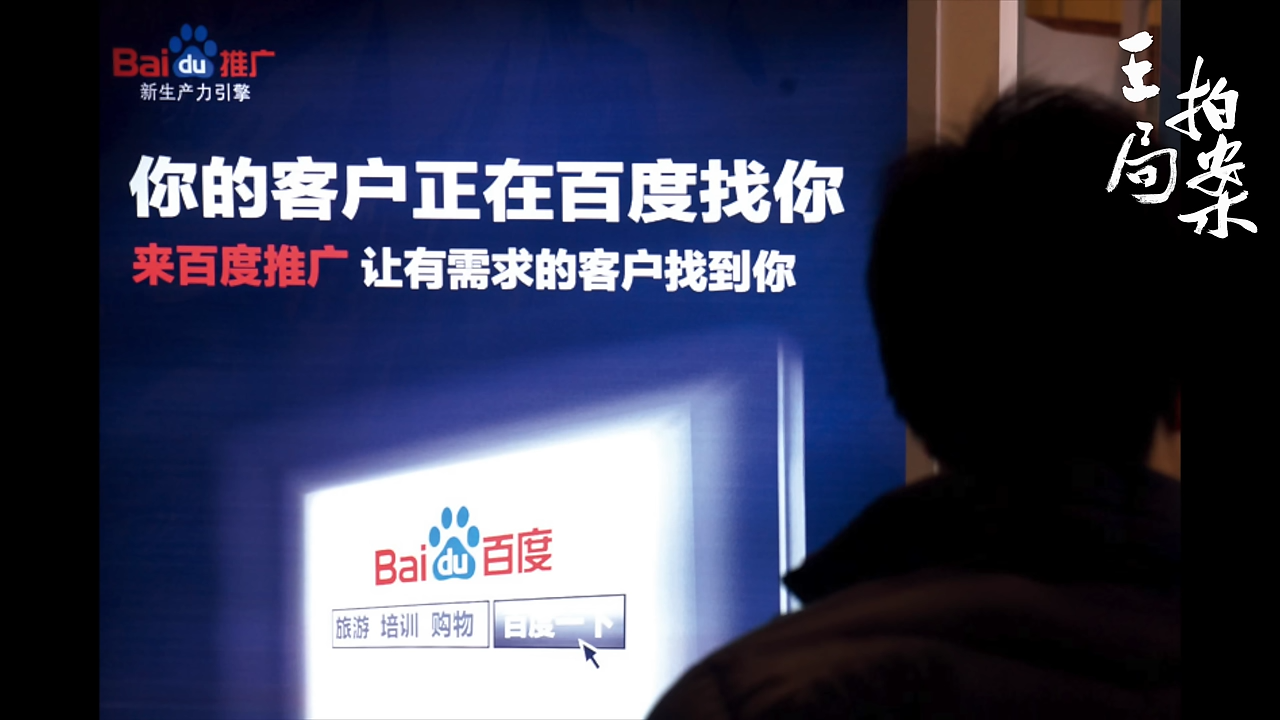 Baidu推广
新生产力引擎
你的客户正在百度找你
来百度推广 让有需求的客户找到你
Baidu百度
旅游 培训 购物 百度一下
王局拍案